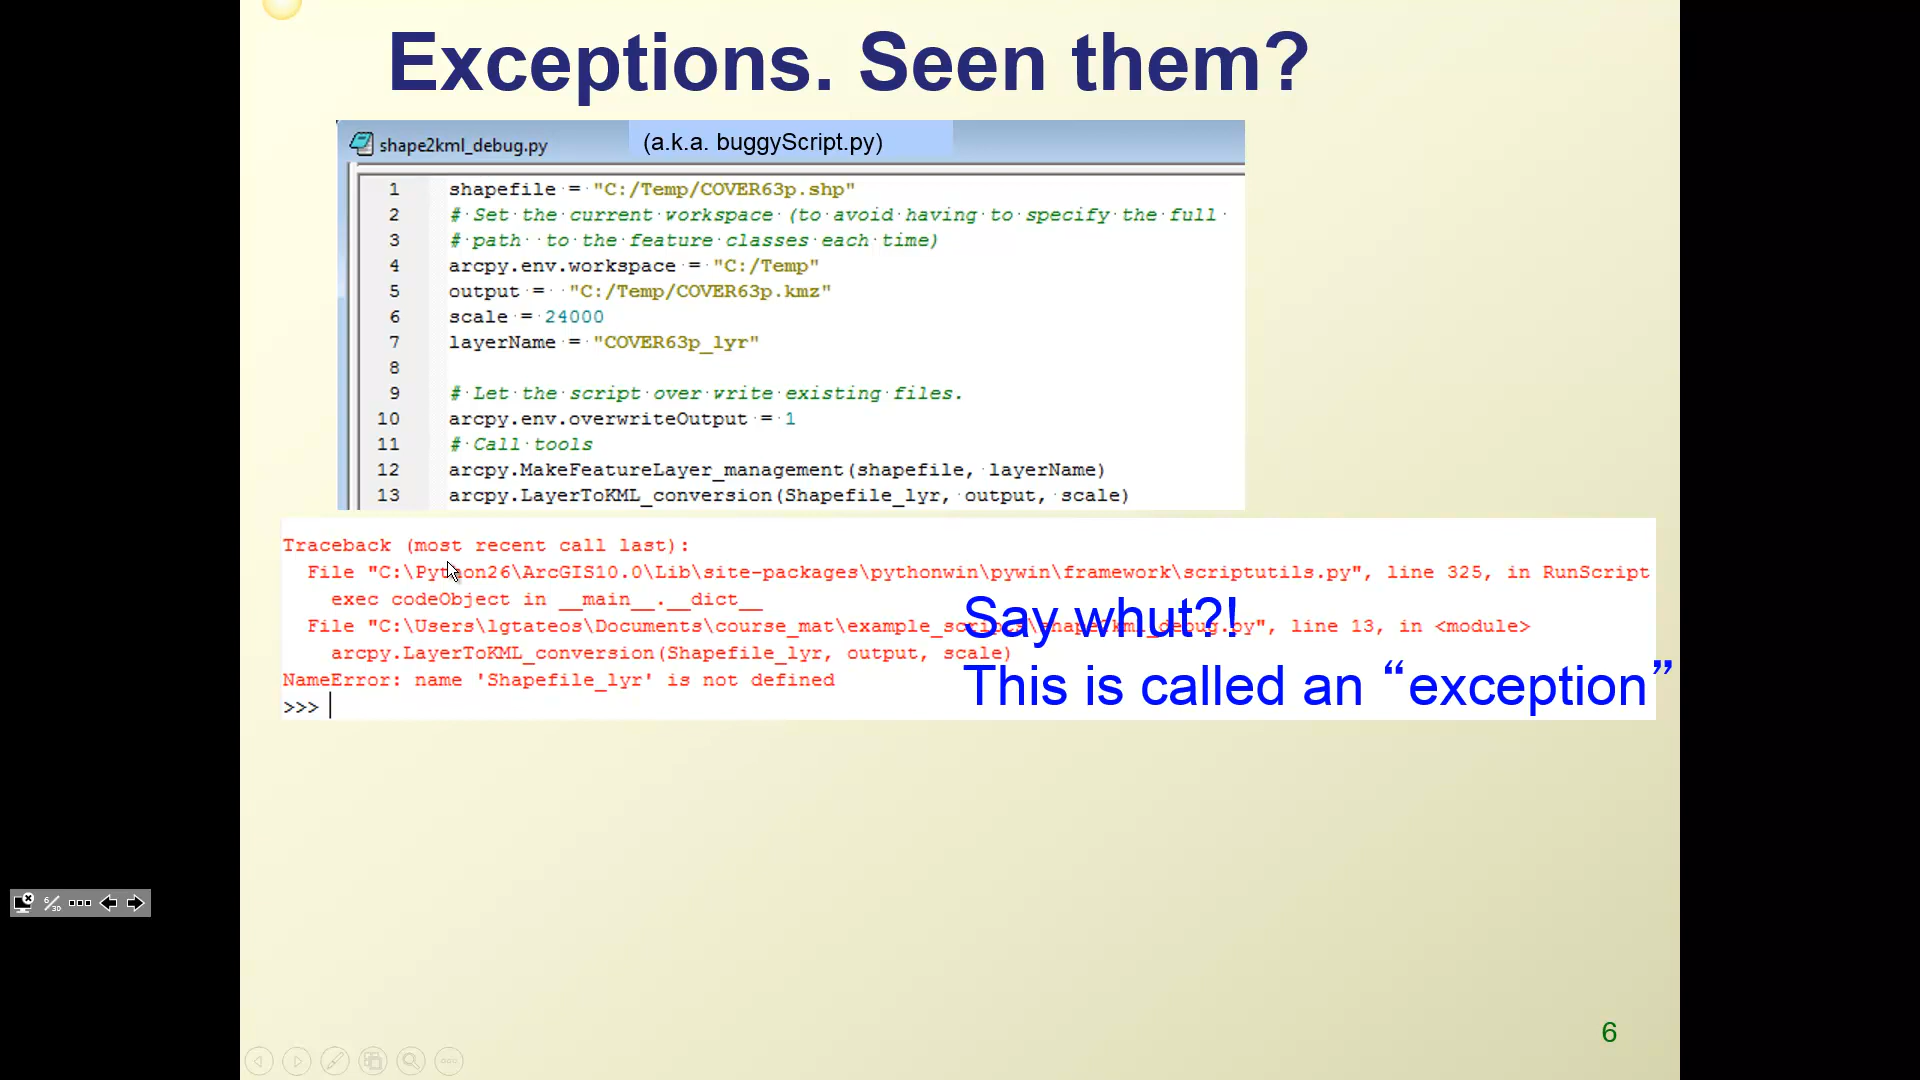 Exceptions. Seen them?
shape2kml_debug.py
(a.k.a. buggyScript.py)
1 shapefile = "C:/Temp/COVER63p.shp"
2 # Set the current workspace (to avoid having to specify the full
3 # path  to the feature classes each time)
4 arcpy.env.workspace = "C:/Temp"
5 output =  "C:/Temp/COVER63p.kmz"
6 scale = 24000
7 layerName = "COVER63p_lyr"
8
9 # Let the script over write existing files.
10 arcpy.env.overwriteOutput = 1
11 # Call tools
12 arcpy.MakeFeatureLayer_management(shapefile, layerName)
13 arcpy.LayerToKML_conversion(Shapefile_lyr, output, scale)
Traceback (most recent call last):
File "C:\Python26\ArcGIS10.0\Lib\site-packages\pythonwin\pywin\framework\scriptutils.py", line 325, in RunScript
exec codeObject in __main__.__dict__
File "C:\Users\lgtateos\Documents\course_mat\example_scripts\shape2kml_debug.py", line 13, in <module>
arcpy.LayerToKML_conversion(Shapefile_lyr, output, scale)
NameError: name 'Shapefile_lyr' is not defined
>>>
Say whut?!
This is called an “exception”
6/30
6